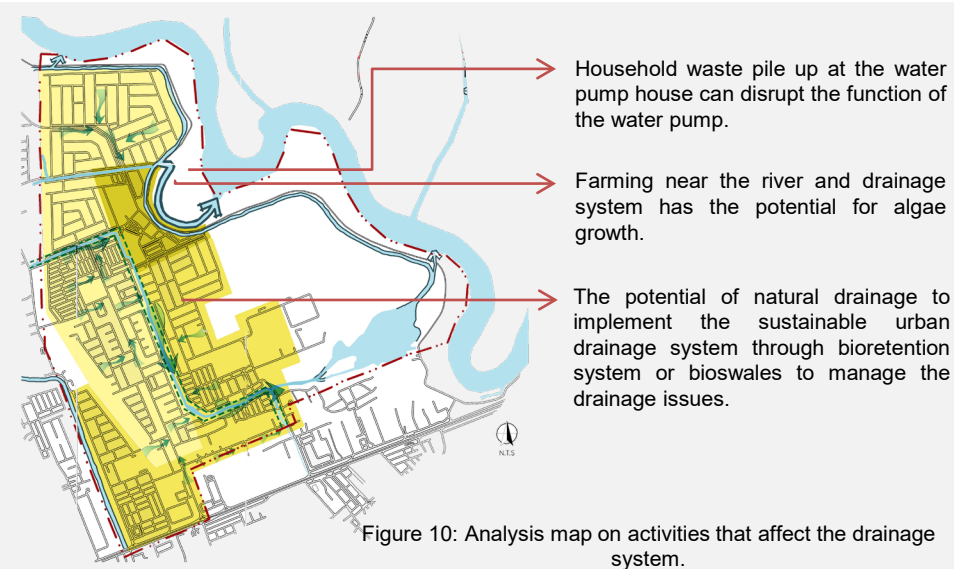 Household waste pile up at the water
pump house can disrupt the function of
the water pump.
Farming near the river and drainage
system has the potential for algae
growth.
The potential of natural drainage to
implement the sustainable urban
drainage system through bioretention
system or bioswales to manage the
drainage issues.
N.T.S
Figure 10: Analysis map on activities that affect the drainage
system.